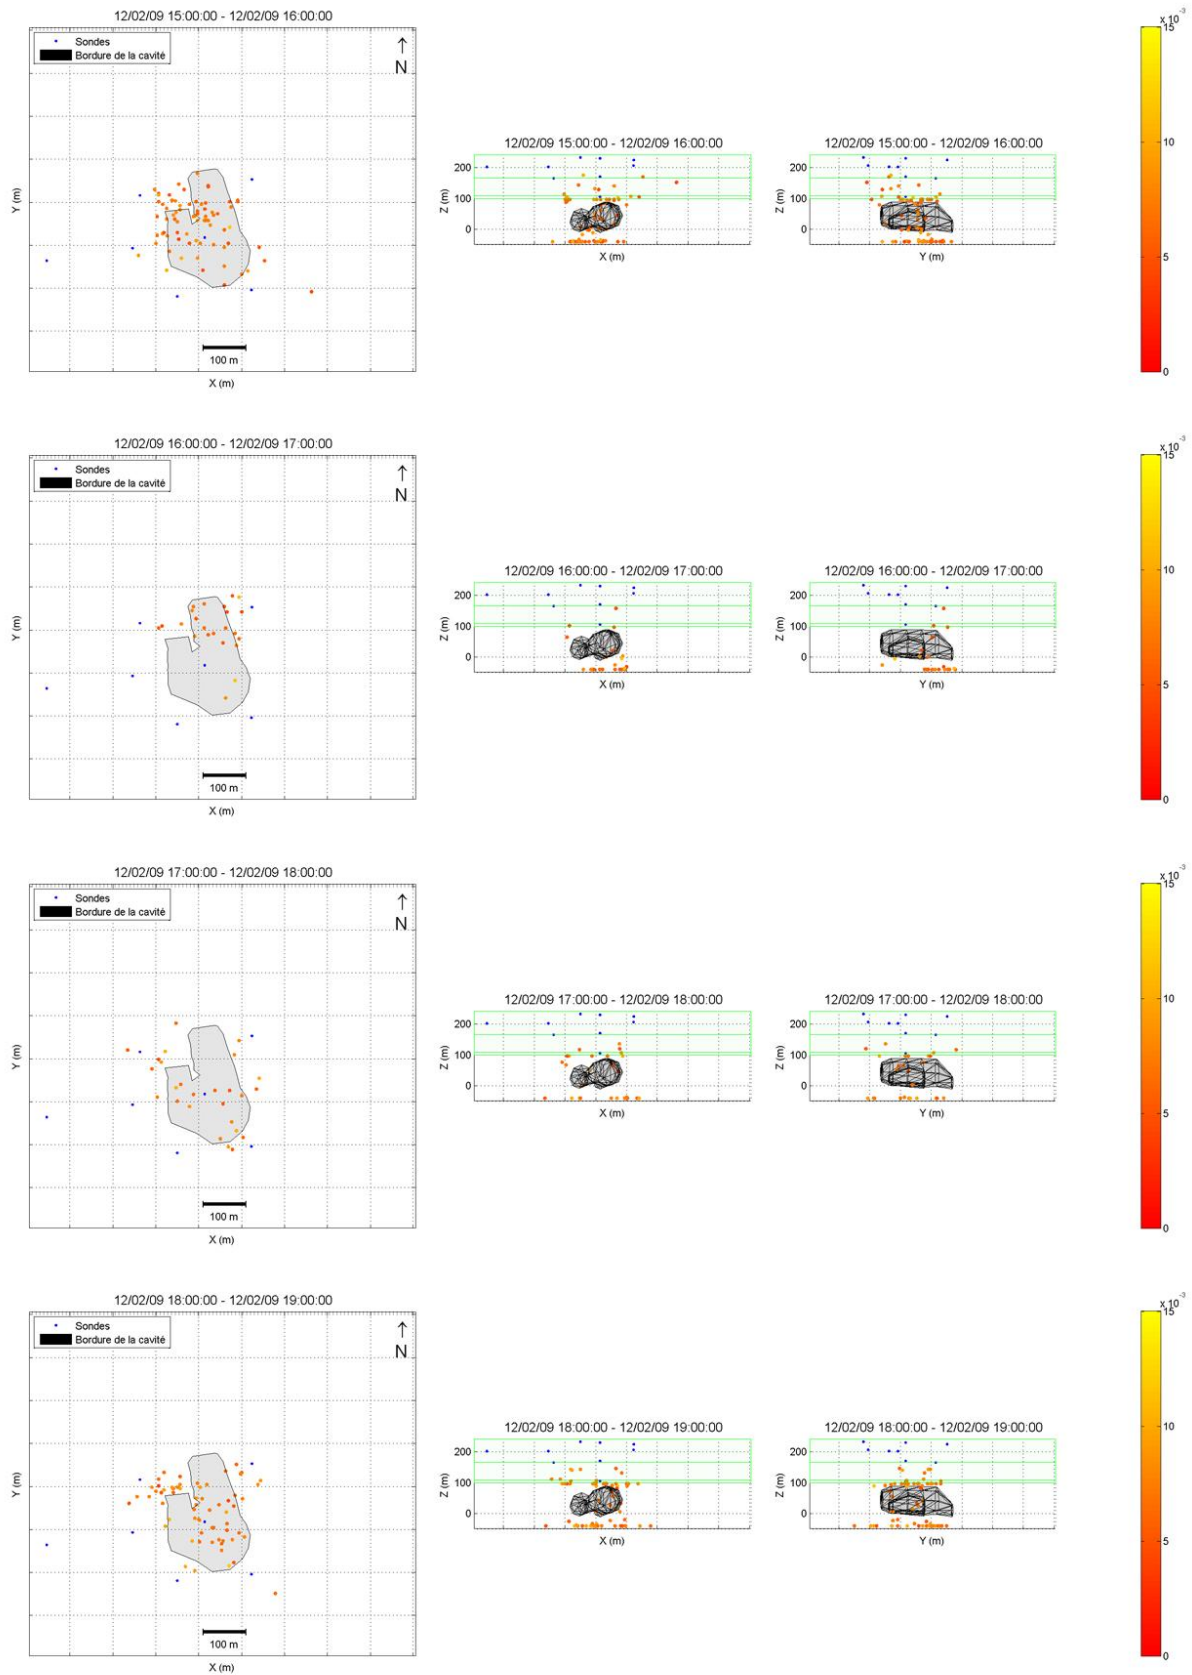 12/02/09 15:00:00 - 12/02/09 16:00:00
Sondes
Bordure de la cavité
N
Y (m)
100 m
X (m)
12/02/09 15:00:00 - 12/02/09 16:00:00
Z (m)
200
100
0
X (m)
12/02/09 15:00:00 - 12/02/09 16:00:00
Z (m)
200
100
0
Y (m)
x 10⁻³
15
10
5
0
12/02/09 16:00:00 - 12/02/09 17:00:00
Sondes
Bordure de la cavité
N
Y (m)
100 m
X (m)
12/02/09 16:00:00 - 12/02/09 17:00:00
Z (m)
200
100
0
X (m)
12/02/09 16:00:00 - 12/02/09 17:00:00
Z (m)
200
100
0
Y (m)
x 10⁻³
15
10
5
0
12/02/09 17:00:00 - 12/02/09 18:00:00
Sondes
Bordure de la cavité
N
Y (m)
100 m
X (m)
12/02/09 17:00:00 - 12/02/09 18:00:00
Z (m)
200
100
0
X (m)
12/02/09 17:00:00 - 12/02/09 18:00:00
Z (m)
200
100
0
Y (m)
x 10⁻³
15
10
5
0
12/02/09 18:00:00 - 12/02/09 19:00:00
Sondes
Bordure de la cavité
N
Y (m)
100 m
X (m)
12/02/09 18:00:00 - 12/02/09 19:00:00
Z (m)
200
100
0
X (m)
12/02/09 18:00:00 - 12/02/09 19:00:00
Z (m)
200
100
0
Y (m)
x 10⁻³
15
10
5
0